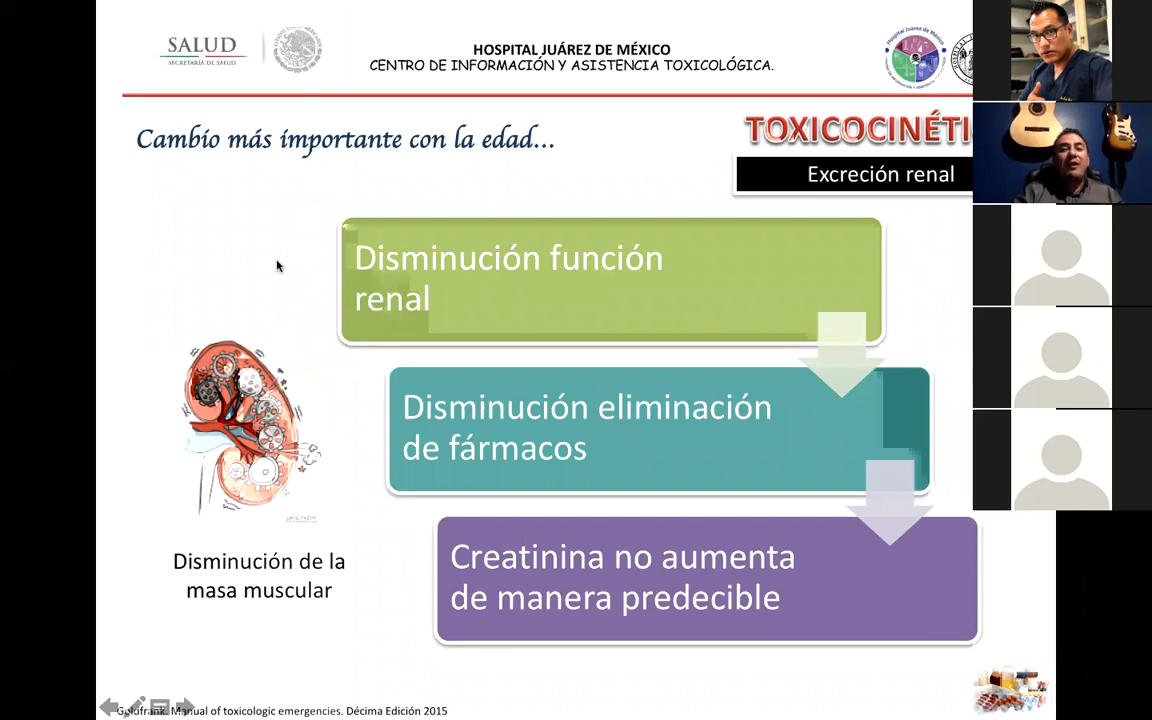 SALUD
SECRETARÍA DE SALUD
HOSPITAL JUÁREZ DE MÉXICO
CENTRO DE INFORMACIÓN Y ASISTENCIA TOXICOLÓGICA.
Cambio más importante con la edad...
TOXICOCINÉTI
Excreción renal
Disminución función
renal
Disminución eliminación
de fármacos
Creatinina no aumenta
de manera predecible
Disminución de la
masa muscular
Goldfrank. Manual of toxicologic emergencies. Décima Edición 2015